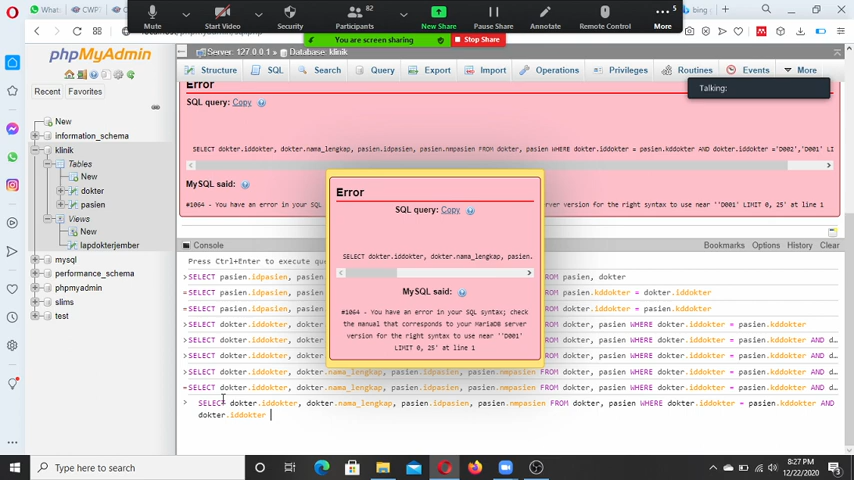 Whats
CWPT
bing c
Mute
Start Video
Security
82
Participants
New Share
Pause Share
Annotate
Remote Control
5
More
You are screen sharing
Stop Share
Talking:
phpMyAdmin
Recent
Favorites
New
information_schema
klinik
Tables
New
dokter
pasien
Views
New
lapdokterjember
mysql
performance_schema
phpmyadmin
slims
test
Server: 127.0.0.1 » Database: klinik
Structure
SQL
Search
Query
Export
Import
Operations
Privileges
Routines
Events
More
Error
SQL query: Copy
SELECT dokter.iddokter, dokter.nama_lengkap, pasien.idpasien, pasien.nmpasien FROM dokter, pasien WHERE dokter.iddokter = pasien.kddokter AND dokter.iddokter ='D002','D001' LI
MySQL said:
#1064 - You have an error in your SQL
server version for the right syntax to use near ''D001' LIMIT 0, 25' at line 1
Error
SQL query: Copy
SELECT dokter.iddokter, dokter.nama_lengkap, pasien.
MySQL said:
#1064 - You have an error in your SQL syntax; check
the manual that corresponds to your MariaDB server
version for the right syntax to use near ''D001'
LIMIT 0, 25' at line 1
Console
Bookmarks
Options
History
Clear
Press Ctrl+Enter to execute qu
>SELECT pasien.idpasien, pasien. FROM pasien, dokter
=SELECT pasien.idpasien, pasien. FROM pasien.kddokter = dokter.iddokter
=SELECT pasien.idpasien, pasien. pasien.kddokter = dokter.iddokter
>SELECT dokter.iddokter, dokter. FROM dokter, pasien WHERE dokter.iddokter = pasien.kddokter
>SELECT dokter.iddokter, dokter. FROM dokter, pasien WHERE dokter.iddokter = pasien.kddokter AND d…
>SELECT dokter.iddokter, dokter. FROM dokter, pasien WHERE dokter.iddokter = pasien.kddokter AND d…
>SELECT dokter.iddokter, dokter.nama_lengkap, pasien.idpasien, pasien.nmpasien FROM dokter, pasien WHERE dokter.iddokter = pasien.kddokter AND d…
=SELECT dokter.iddokter, dokter.nama_lengkap, pasien.idpasien, pasien.nmpasien FROM dokter, pasien WHERE dokter.iddokter = pasien.kddokter AND d…
> SELECT dokter.iddokter, dokter.nama_lengkap, pasien.idpasien, pasien.nmpasien FROM dokter, pasien WHERE dokter.iddokter = pasien.kddokter AND
dokter.iddokter
Type here to search
8:27 PM
12/22/2020